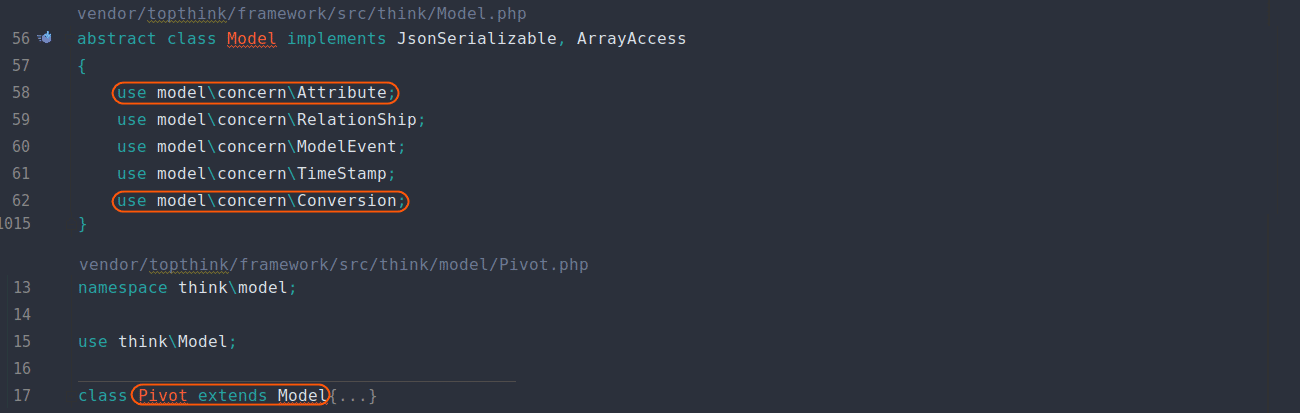 vendor/topthink/framework/src/think/Model.php
56 abstract class Model implements JsonSerializable, ArrayAccess
57 {
58 use model\concern\Attribute;
59 use model\concern\RelationShip;
60 use model\concern\ModelEvent;
61 use model\concern\TimeStamp;
62 use model\concern\Conversion;
1015 }
vendor/topthink/framework/src/think/model/Pivot.php
13 namespace think\model;
14
15 use think\Model;
16
17 class Pivot extends Model{...}